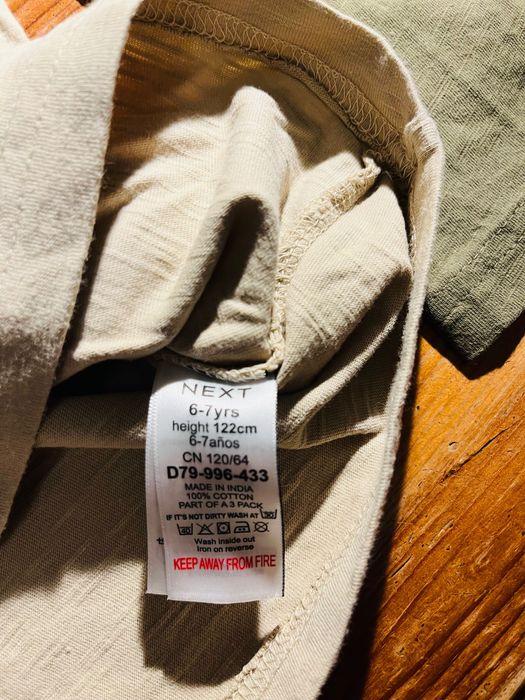 NEXT
6-7yrs
height 122cm
6-7años
CN 120/64
D79-996-433
MADE IN INDIA
100% COTTON
PART OF A 3 PACK
IF IT'S NOT DIRTY WASH AT 30
40
Wash inside out
Iron on reverse
KEEP AWAY FROM FIRE